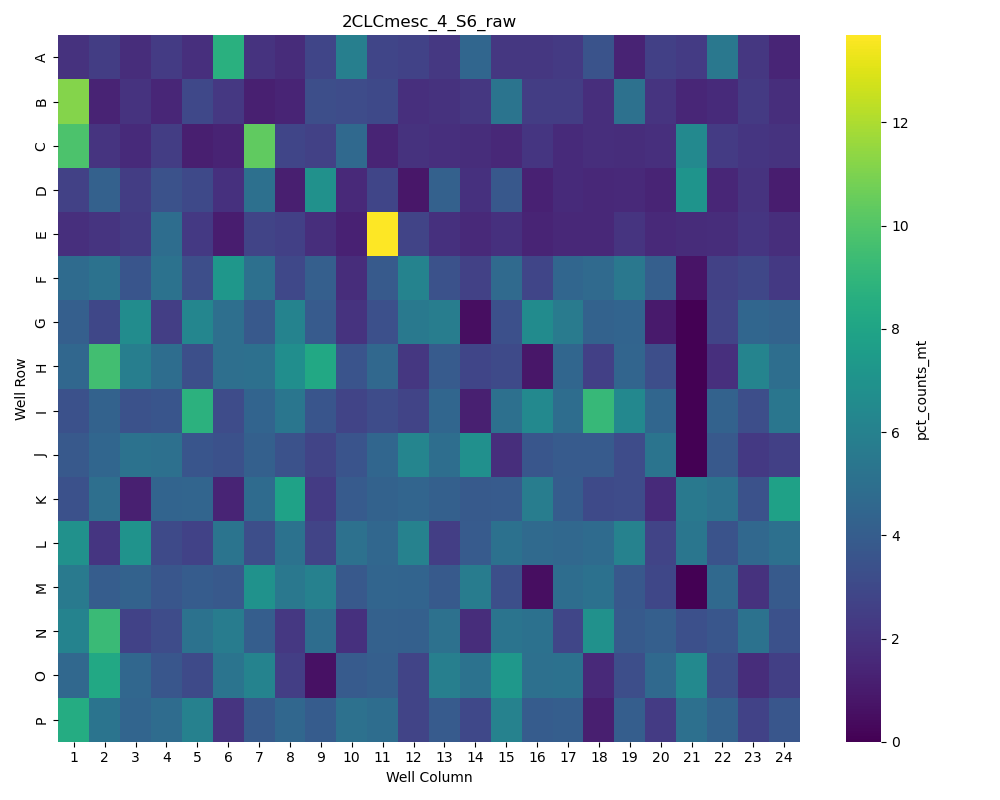 2CLCmesc_4_S6_raw
A
B
C
D
E
F
G
H
I
J
K
L
M
N
O
P
Well Row
1 2 3 4 5 6 7 8 9 10 11 12 13 14 15 16 17 18 19 20 21 22 23 24
Well Column
12
10
8
6
4
2
0
pct_counts_mt